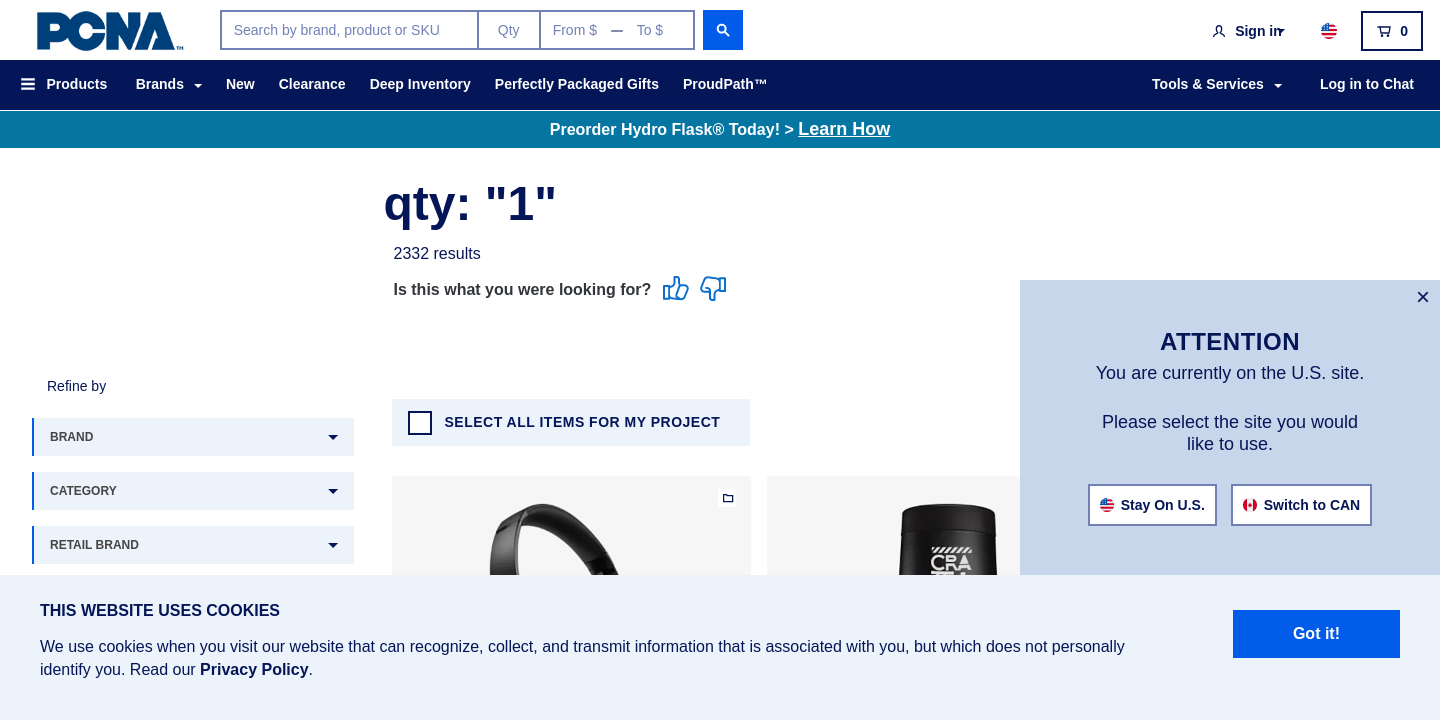 PCNA™
Search by brand, product or SKU
Qty
From $ — To $
Sign in
0
Products
Brands
New
Clearance
Deep Inventory
Perfectly Packaged Gifts
ProudPath™
Tools & Services
Log in to Chat
Preorder Hydro Flask® Today! > Learn How
qty: "1"
2332 results
Is this what you were looking for?
Refine by
BRAND
CATEGORY
RETAIL BRAND
SELECT ALL ITEMS FOR MY PROJECT
CRA
×
ATTENTION
You are currently on the U.S. site.
Please select the site you would
like to use.
Stay On U.S.
Switch to CAN
THIS WEBSITE USES COOKIES
We use cookies when you visit our website that can recognize, collect, and transmit information that is associated with you, but which does not personally
identify you. Read our Privacy Policy.
Got it!